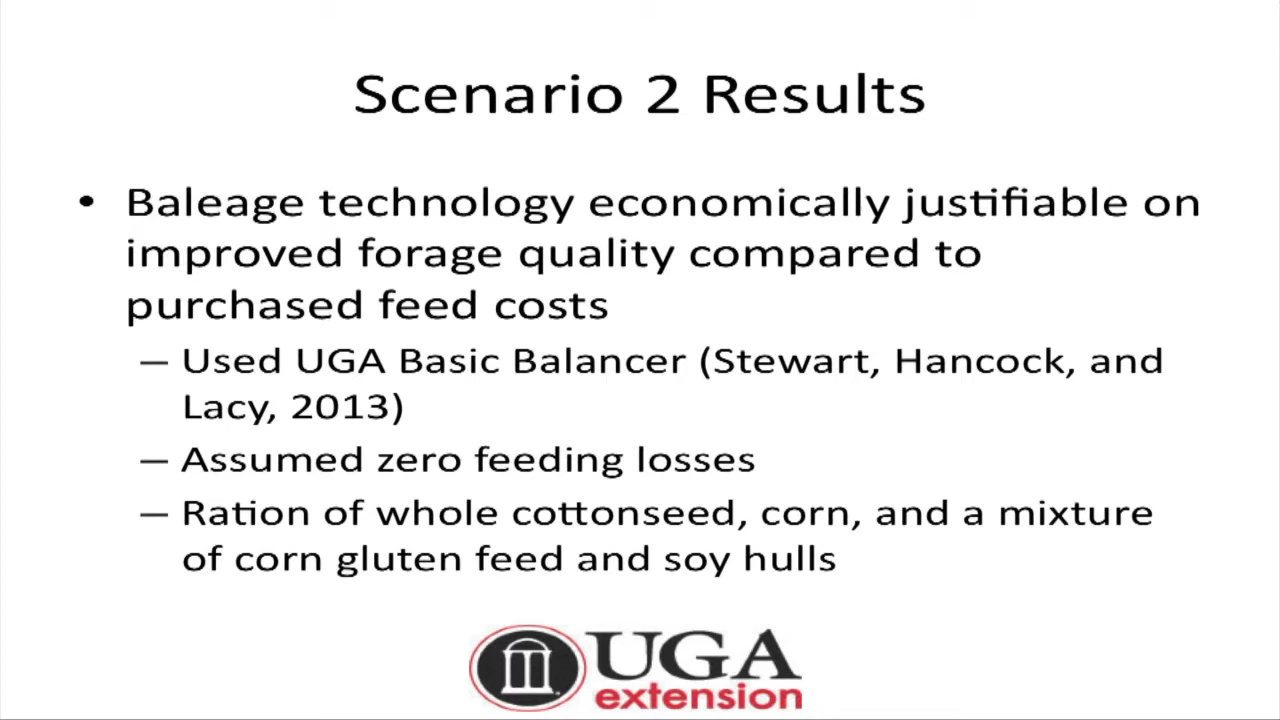 Scenario 2 Results
• Baleage technology economically justifiable on
improved forage quality compared to
purchased feed costs
– Used UGA Basic Balancer (Stewart, Hancock, and
Lacy, 2013)
– Assumed zero feeding losses
– Ration of whole cottonseed, corn, and a mixture
of corn gluten feed and soy hulls
UGA
extension